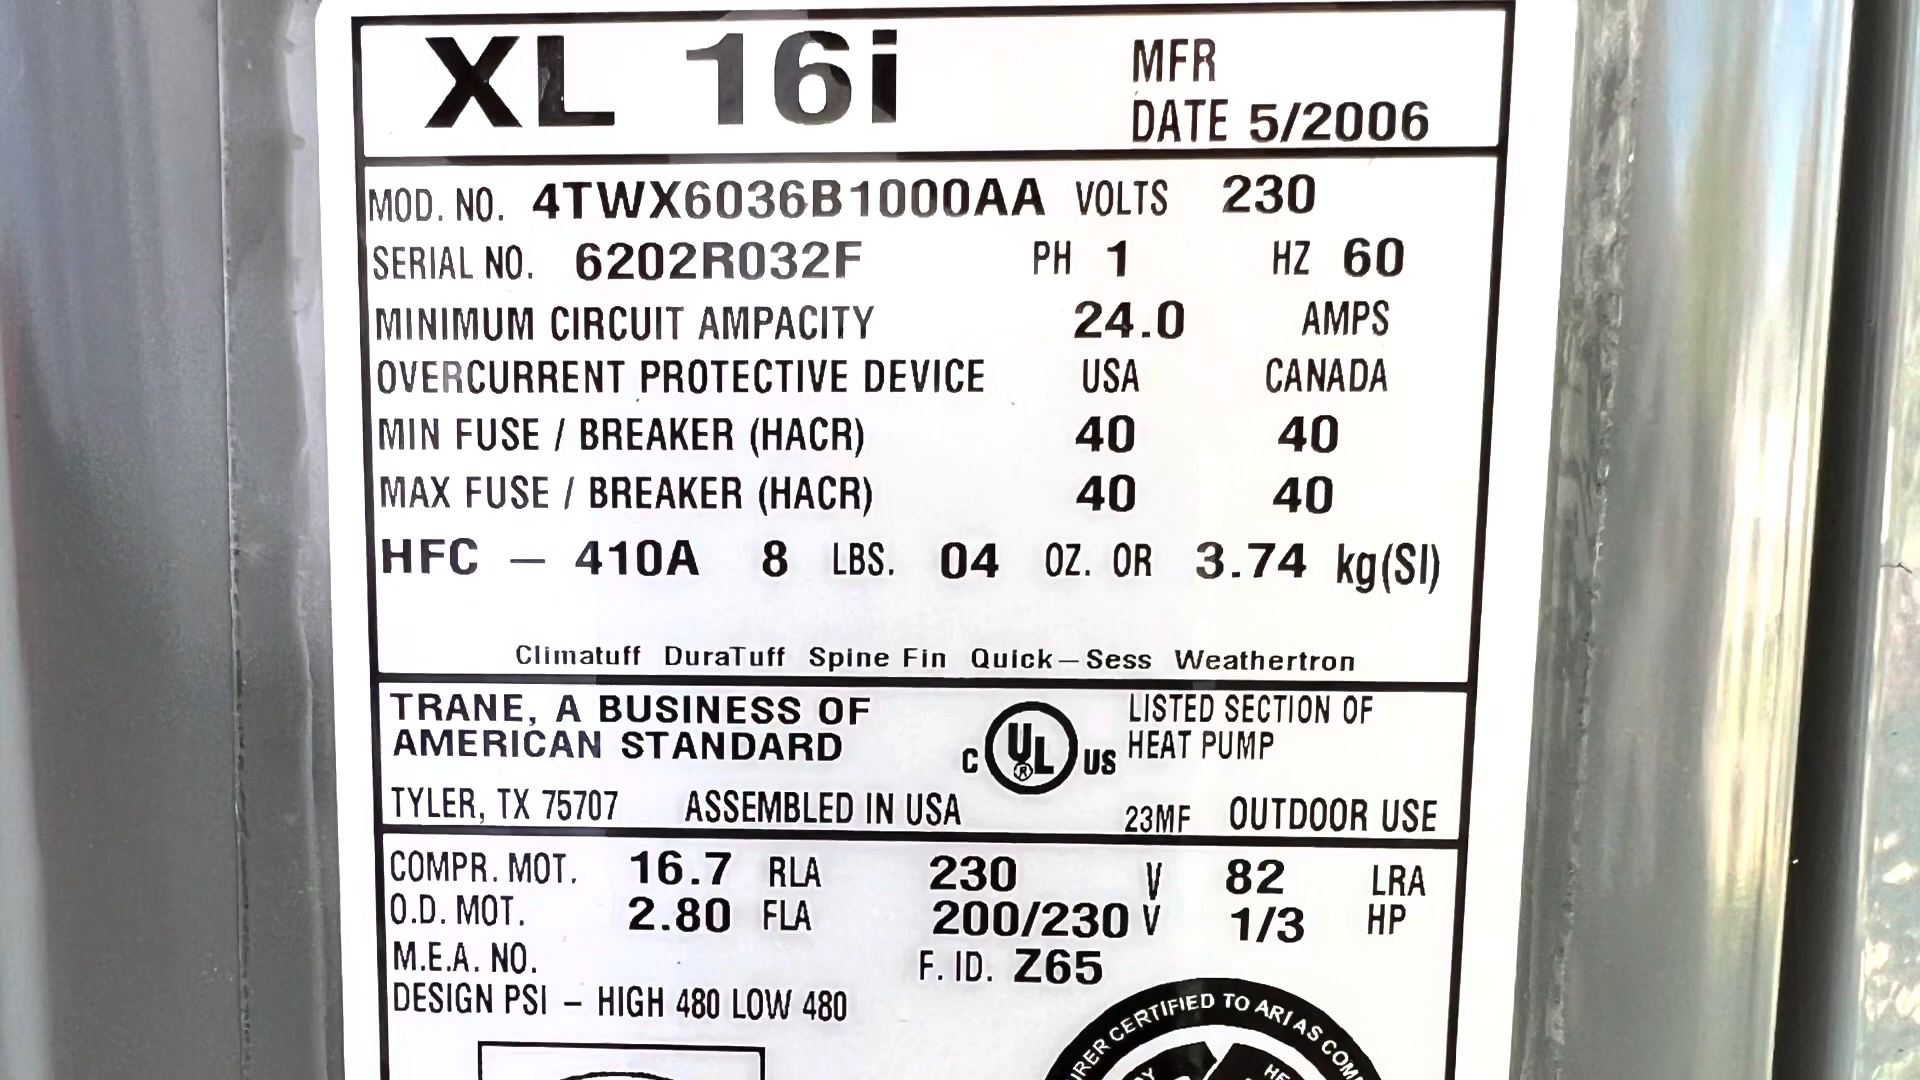 XL 16i
MFR
DATE 5/2006
MOD. NO. 4TWX6036B1000AA VOLTS 230
SERIAL NO. 6202R032F PH 1 HZ 60
MINIMUM CIRCUIT AMPACITY 24.0 AMPS
OVERCURRENT PROTECTIVE DEVICE USA CANADA
MIN FUSE / BREAKER (HACR) 40 40
MAX FUSE / BREAKER (HACR) 40 40
HFC — 410A 8 LBS. 04 OZ. OR 3.74 kg(SI)
Climatuff DuraTuff Spine Fin Quick—Sess Weathertron
TRANE, A BUSINESS OF
AMERICAN STANDARD
C UL ® US
LISTED SECTION OF
HEAT PUMP
TYLER, TX 75707 ASSEMBLED IN USA 23MF OUTDOOR USE
COMPR. MOT. 16.7 RLA 230 V 82 LRA
O.D. MOT. 2.80 FLA 200/230 V 1/3 HP
M.E.A. NO. F. ID. Z65
DESIGN PSI – HIGH 480 LOW 480
CERTIFIED TO ARI AS